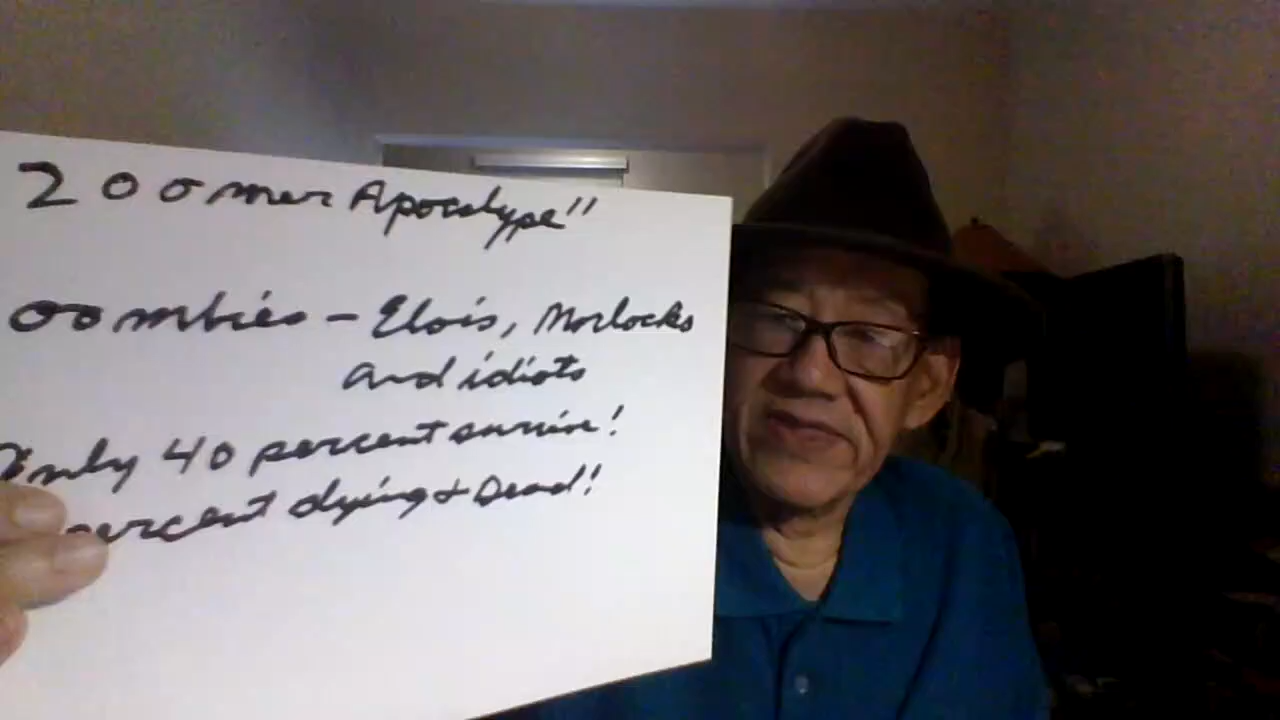 Zoomer Apocalypse"
oombies – Elois, Morlocks
and idiots
Only 40 percent survive!
percent dying & Dead!